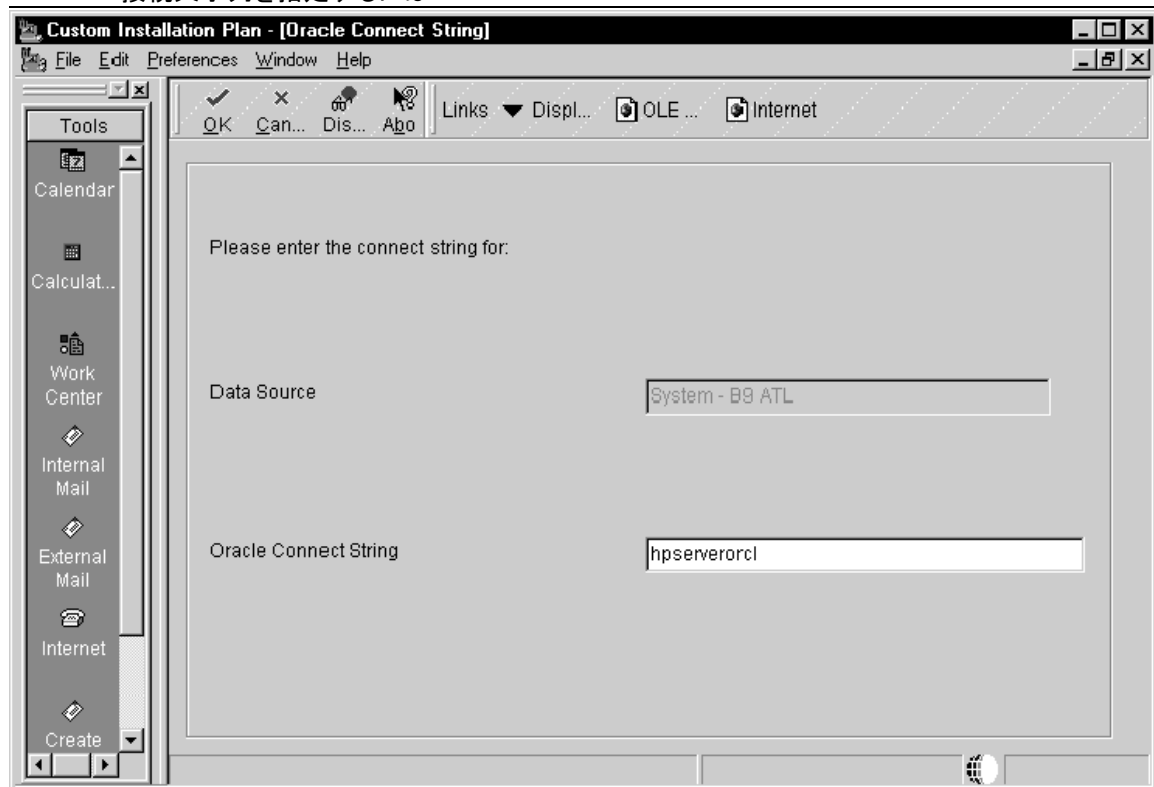 Custom Installation Plan - [Oracle Connect String]
File Edit Preferences Window Help
OK Can... Dis... Abo Links Displ... OLE ... Internet
Tools
Calendar
Calculat...
Work
Center
Internal
Mail
External
Mail
Internet
Create
Please enter the connect string for:
Data Source
System - B9 ATL
Oracle Connect String
hpserverorcl